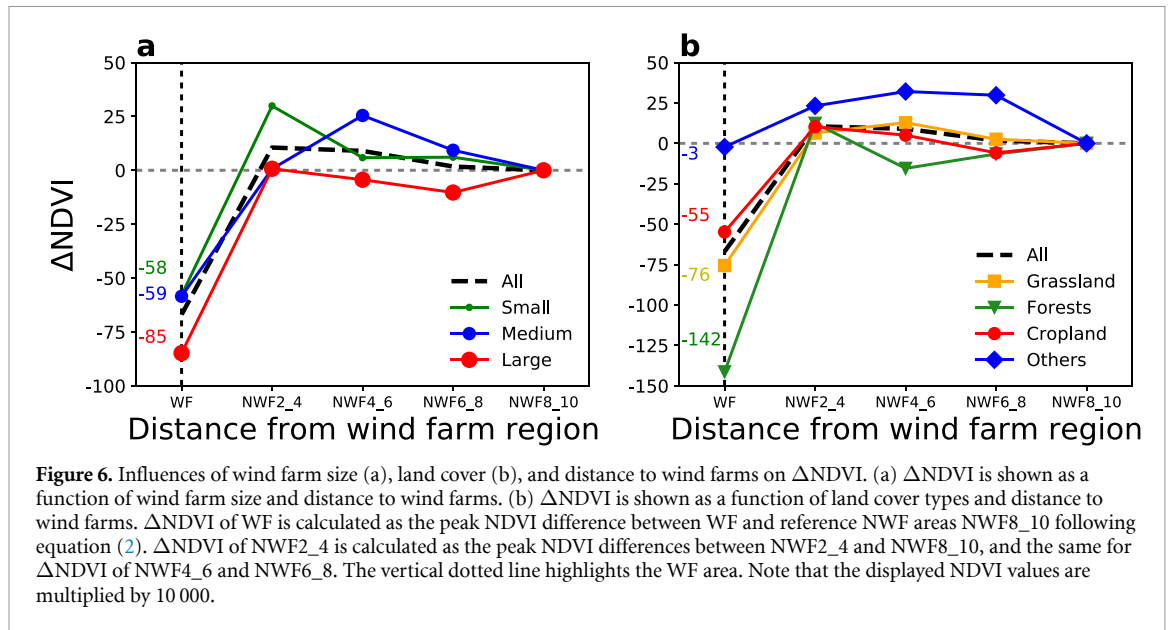 a
50
25
0
-25
-50
-75
-100
ΔNDVI
-58
-59
-85
All
Small
Medium
Large
WF NWF2_4 NWF4_6 NWF6_8 NWF8_10
Distance from wind farm region
b
50
25
0
-25
-50
-75
-100
-125
-150
-3
-55
-76
-142
All
Grassland
Forests
Cropland
Others
WF NWF2_4 NWF4_6 NWF6_8 NWF8_10
Distance from wind farm region
Figure 6. Influences of wind farm size (a), land cover (b), and distance to wind farms on ΔNDVI. (a) ΔNDVI is shown as a
function of wind farm size and distance to wind farms. (b) ΔNDVI is shown as a function of land cover types and distance to
wind farms. ΔNDVI of WF is calculated as the peak NDVI difference between WF and reference NWF areas NWF8_10 following
equation (2). ΔNDVI of NWF2_4 is calculated as the peak NDVI differences between NWF2_4 and NWF8_10, and the same for
ΔNDVI of NWF4_6 and NWF6_8. The vertical dotted line highlights the WF area. Note that the displayed NDVI values are
multiplied by 10 000.